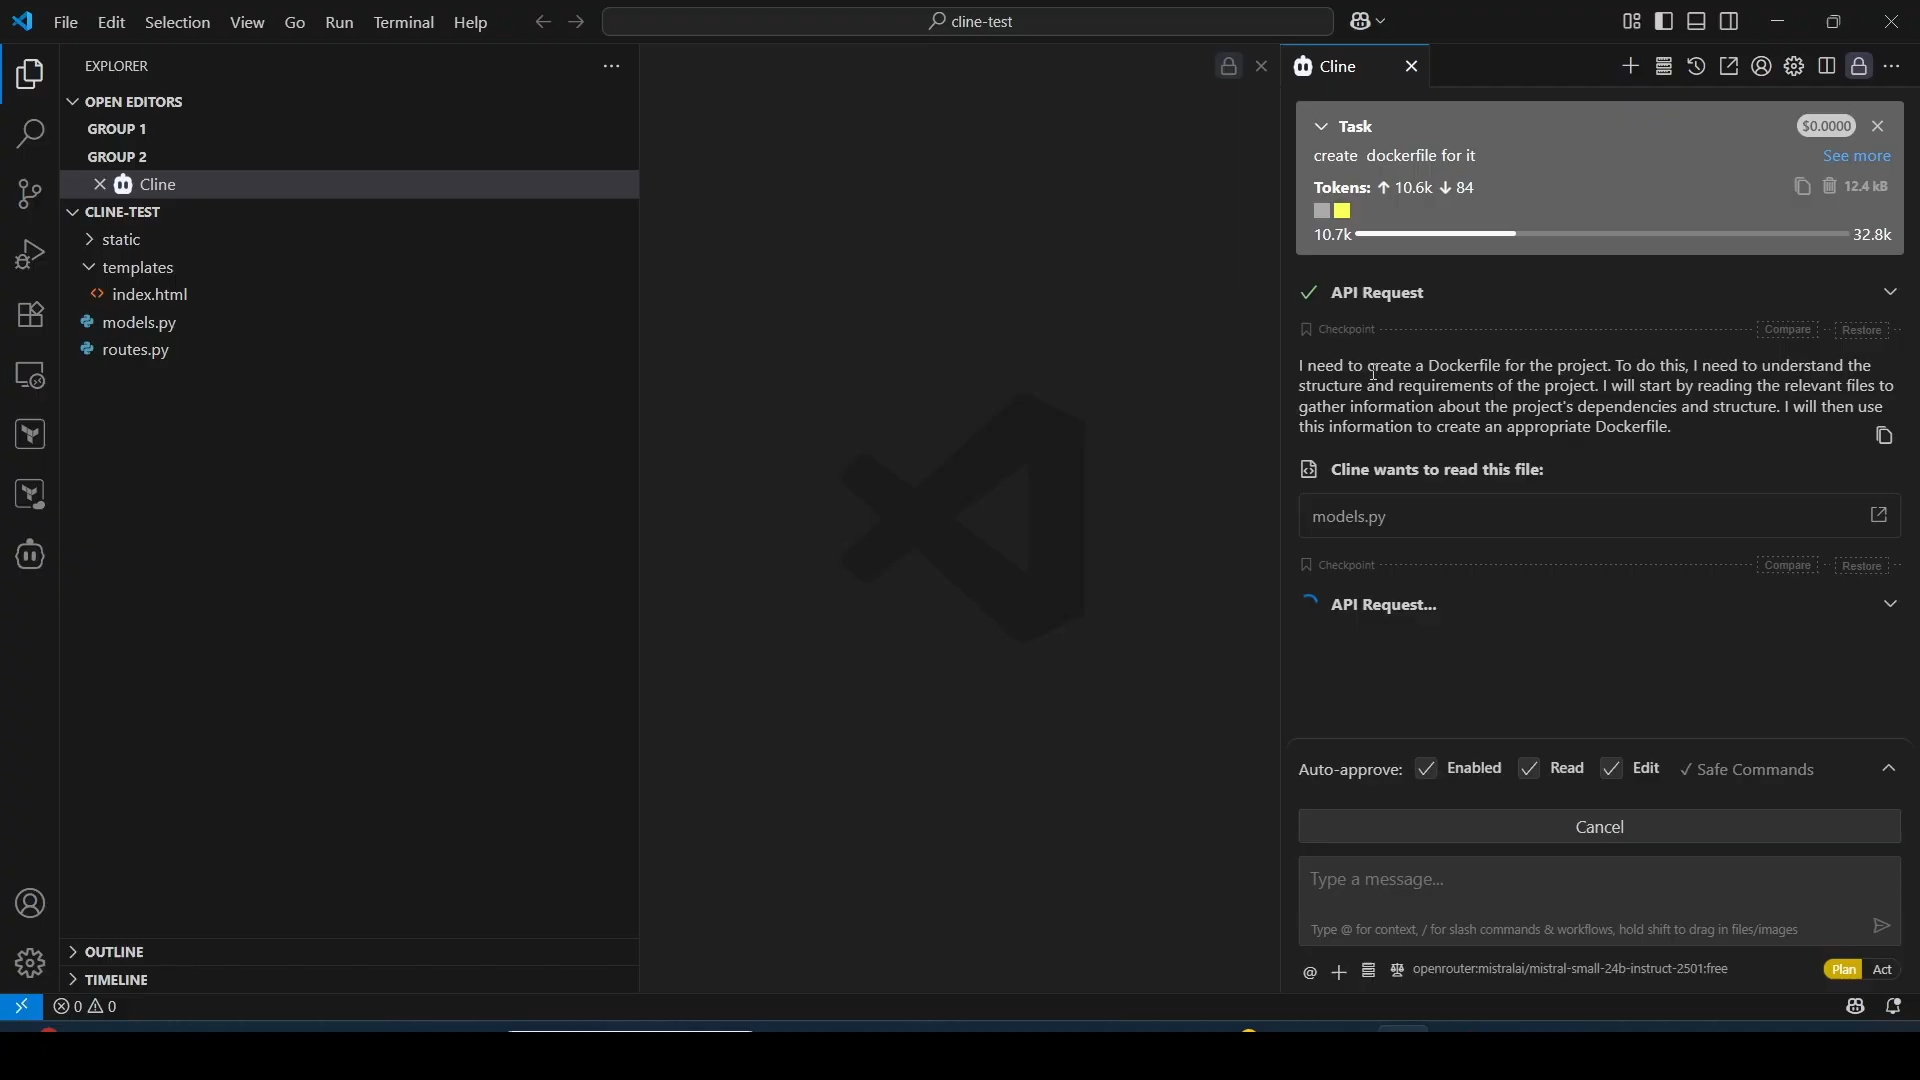 File Edit Selection View Go Run Terminal Help
cline-test
EXPLORER
OPEN EDITORS
GROUP 1
GROUP 2
Cline
CLINE-TEST
static
templates
index.html
models.py
routes.py
OUTLINE
TIMELINE
0 0
Cline
Task
$0.0000
create dockerfile for it
See more
Tokens: ↑ 10.6k ↓ 84
12.4 kB
10.7k
32.8k
API Request
Checkpoint
Compare
Restore
I need to create a Dockerfile for the project. To do this, I need to understand the
structure and requirements of the project. I will start by reading the relevant files to
gather information about the project's dependencies and structure. I will then use
this information to create an appropriate Dockerfile.
Cline wants to read this file:
models.py
Checkpoint
Compare
Restore
API Request...
Auto-approve: Enabled Read Edit ✓ Safe Commands
Cancel
Type a message...
Type @ for context, / for slash commands & workflows, hold shift to drag in files/images
@ openrouter:mistralai/mistral-small-24b-instruct-2501:free
Plan Act